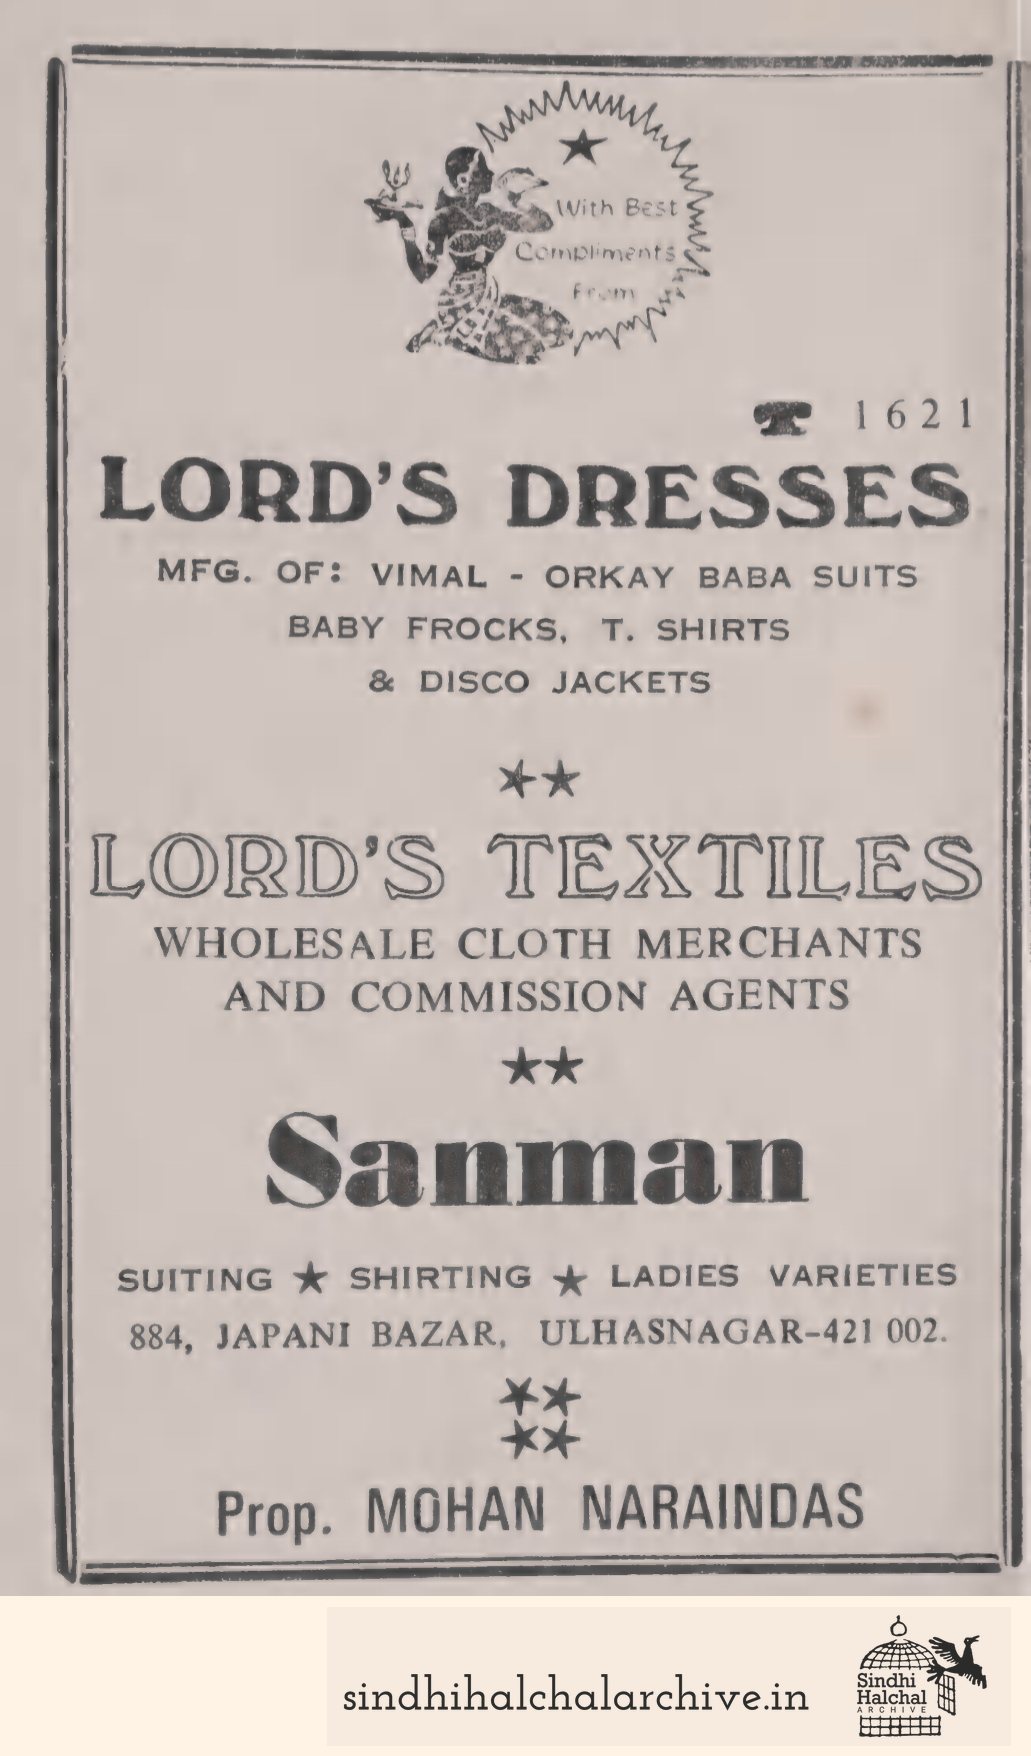 With Best
Compliments
From
1621
LORD'S DRESSES
MFG. OF: VIMAL - ORKAY BABA SUITS
BABY FROCKS, T. SHIRTS
& DISCO JACKETS
LORD'S TEXTILES
WHOLESALE CLOTH MERCHANTS
AND COMMISSION AGENTS
Sanman
SUITING ★ SHIRTING ★ LADIES VARIETIES
884, JAPANI BAZAR, ULHASNAGAR-421 002.
Prop. MOHAN NARAINDAS
sindhihalchalarchive.in
Sindhi
Halchal
ARCHIVE